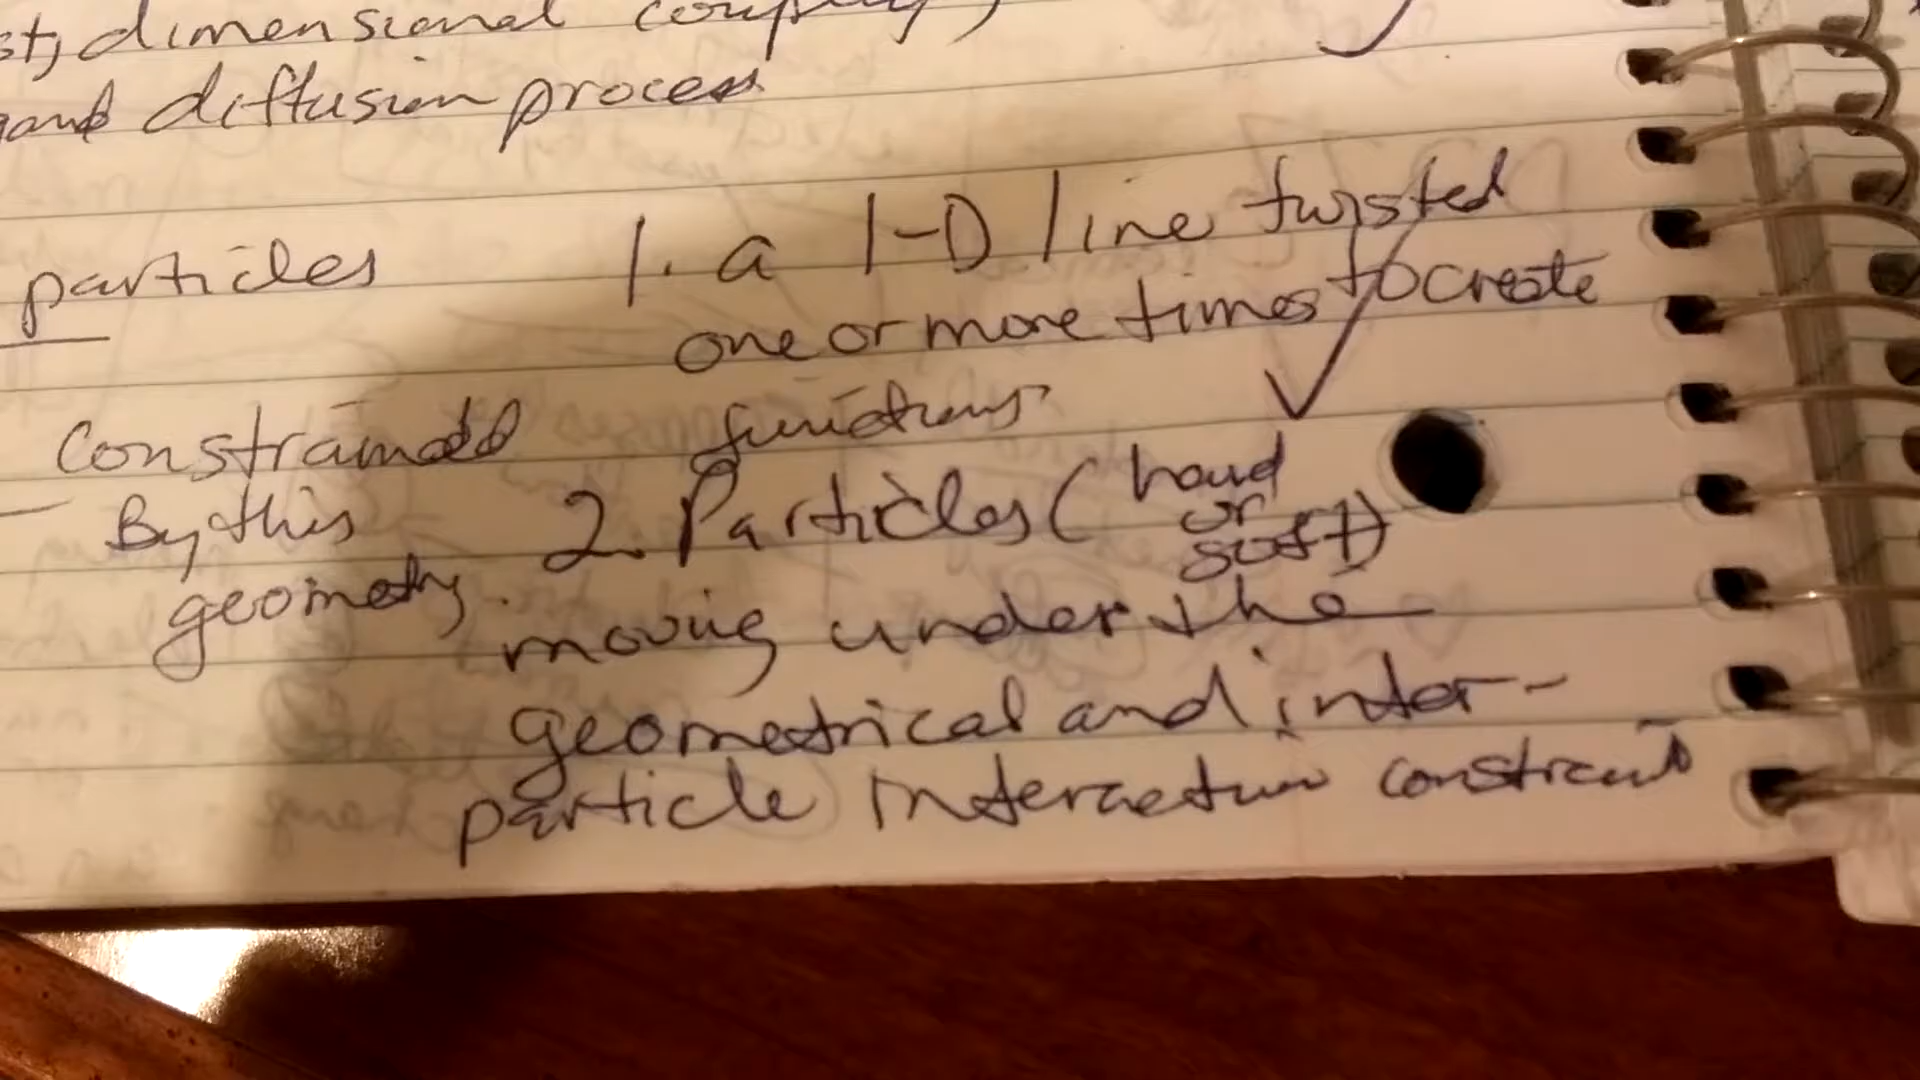 dimensional
and diffusion process
particles
1. a 1-D line twisted
one or more times to create
functions
constrained
By this
geometry.
2. Particles (hard
or
soft)
moving under the
geometrical and inter-
particle interaction constraint